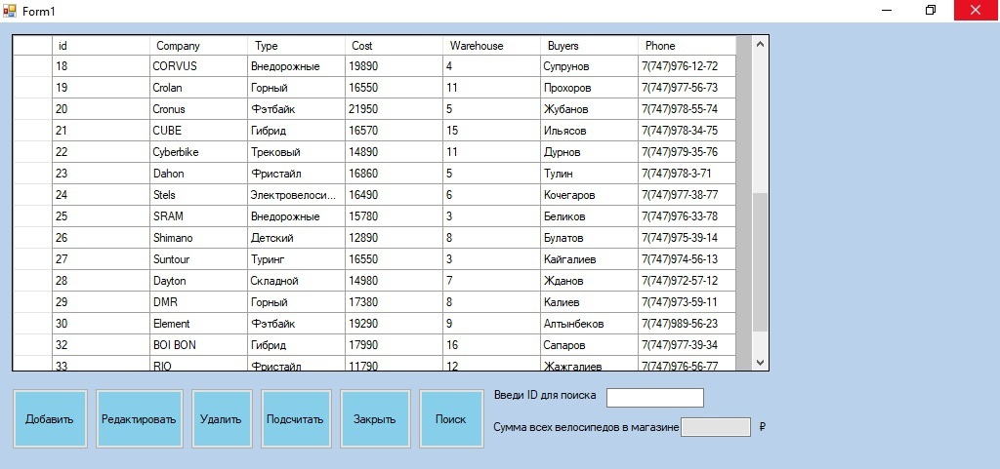 Form1
id Company Type Cost Warehouse Buyers Phone
18 CORVUS Внедорожные 19890 4 Супрунов 7(747)976-12-72
19 Crolan Горный 16550 11 Прохоров 7(747)977-56-73
20 Cronus Фэтбайк 21950 5 Жубанов 7(747)978-55-74
21 CUBE Гибрид 16570 15 Ильясов 7(747)978-34-75
22 Cyberbike Трековый 14890 11 Дурнов 7(747)979-35-76
23 Dahon Фристайл 16860 5 Тулин 7(747)978-3-71
24 Stels Электровелоси... 16490 6 Кочегаров 7(747)977-38-77
25 SRAM Внедорожные 15780 3 Беликов 7(747)976-33-78
26 Shimano Детский 12890 8 Булатов 7(747)975-39-14
27 Suntour Туринг 16550 3 Кайгалиев 7(747)974-56-13
28 Dayton Складной 14980 7 Жданов 7(747)972-57-12
29 DMR Горный 17380 8 Калиев 7(747)973-59-11
30 Element Фэтбайк 19290 9 Алтынбеков 7(747)989-56-23
32 BOI BON Гибрид 17990 16 Сапаров 7(747)977-39-34
33 RIO Фристайл 11790 12 Жажгалиев 7(747)976-56-77
Добавить Редактировать Удалить Подсчитать Закрыть Поиск
Введи ID для поиска
Сумма всех велосипедов в магазине ₽